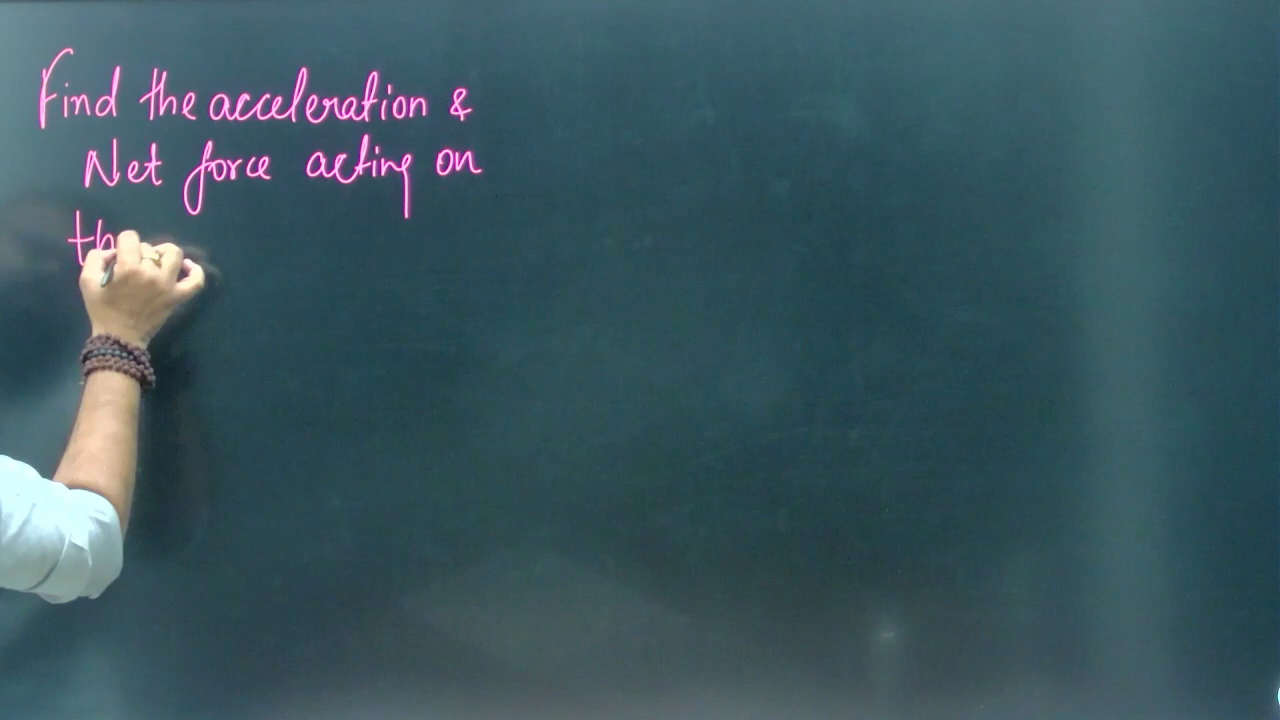 Find the acceleration &
Net force acting on